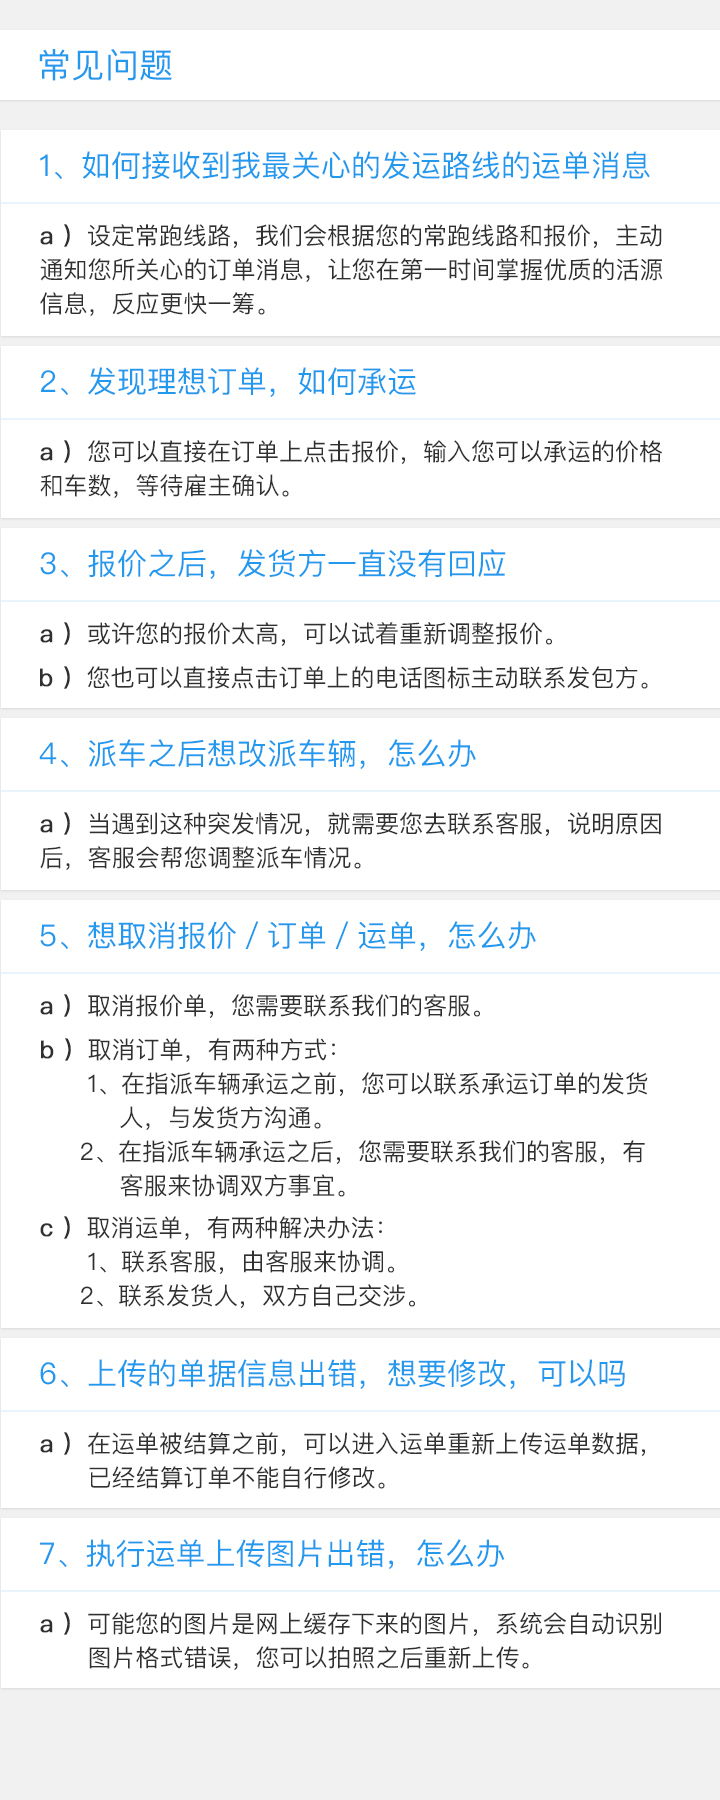 常见问题
1、如何接收到我最关心的发运路线的运单消息
a ）设定常跑线路，我们会根据您的常跑线路和报价，主动
通知您所关心的订单消息，让您在第一时间掌握优质的活源
信息，反应更快一筹。
2、发现理想订单，如何承运
a ）您可以直接在订单上点击报价，输入您可以承运的价格
和车数，等待雇主确认。
3、报价之后，发货方一直没有回应
a ）或许您的报价太高，可以试着重新调整报价。
b ）您也可以直接点击订单上的电话图标主动联系发包方。
4、派车之后想改派车辆，怎么办
a ）当遇到这种突发情况，就需要您去联系客服，说明原因
后，客服会帮您调整派车情况。
5、想取消报价 / 订单 / 运单，怎么办
a ）取消报价单，您需要联系我们的客服。
b ）取消订单，有两种方式：
1、在指派车辆承运之前，您可以联系承运订单的发货
人，与发货方沟通。
2、在指派车辆承运之后，您需要联系我们的客服，有
客服来协调双方事宜。
c ）取消运单，有两种解决办法：
1、联系客服，由客服来协调。
2、联系发货人，双方自己交涉。
6、上传的单据信息出错，想要修改，可以吗
a ）在运单被结算之前，可以进入运单重新上传运单数据，
已经结算订单不能自行修改。
7、执行运单上传图片出错，怎么办
a ）可能您的图片是网上缓存下来的图片，系统会自动识别
图片格式错误，您可以拍照之后重新上传。